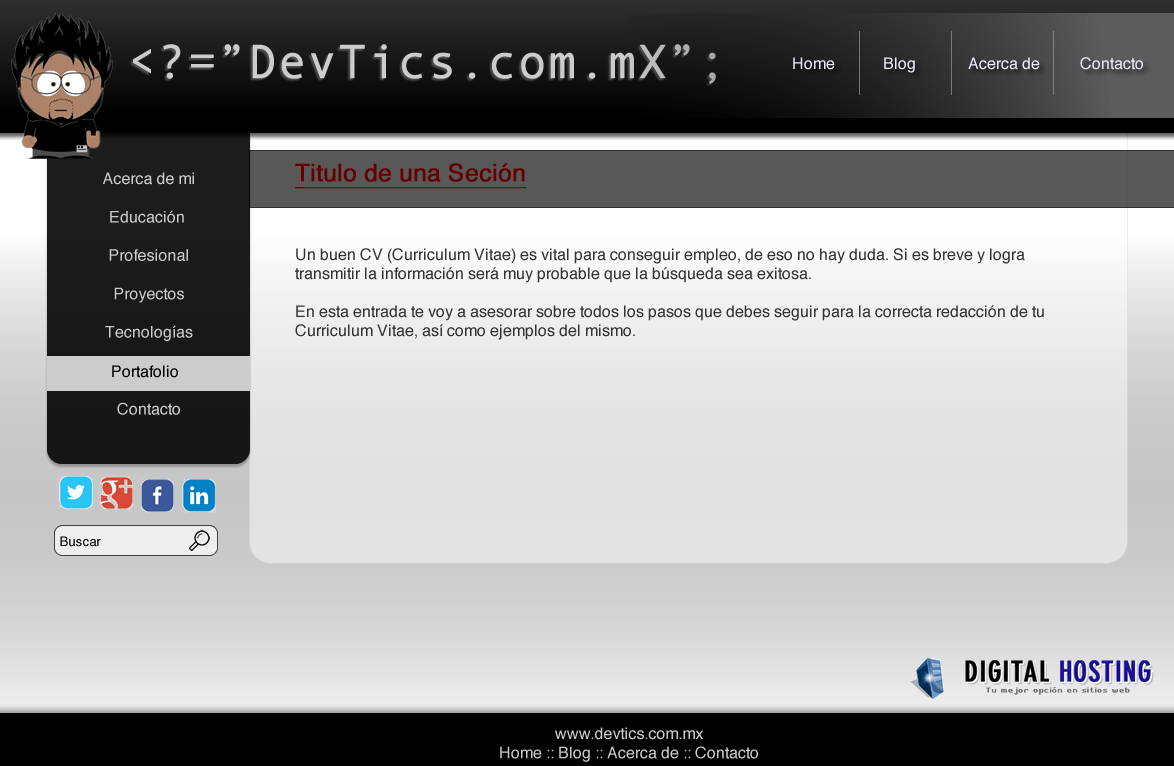 <?="DevTics.com.mX";
Home
Blog
Acerca de
Contacto
Acerca de mi
Educación
Profesional
Proyectos
Tecnologías
Portafolio
Contacto
Titulo de una Seción
Un buen CV (Curriculum Vitae) es vital para conseguir empleo, de eso no hay duda. Si es breve y logra
transmitir la información será muy probable que la búsqueda sea exitosa.
En esta entrada te voy a asesorar sobre todos los pasos que debes seguir para la correcta redacción de tu
Curriculum Vitae, así como ejemplos del mismo.
g+
f
in
Buscar
DIGITAL HOSTING
Tu mejor opción en sitios web
www.devtics.com.mx
Home :: Blog :: Acerca de :: Contacto